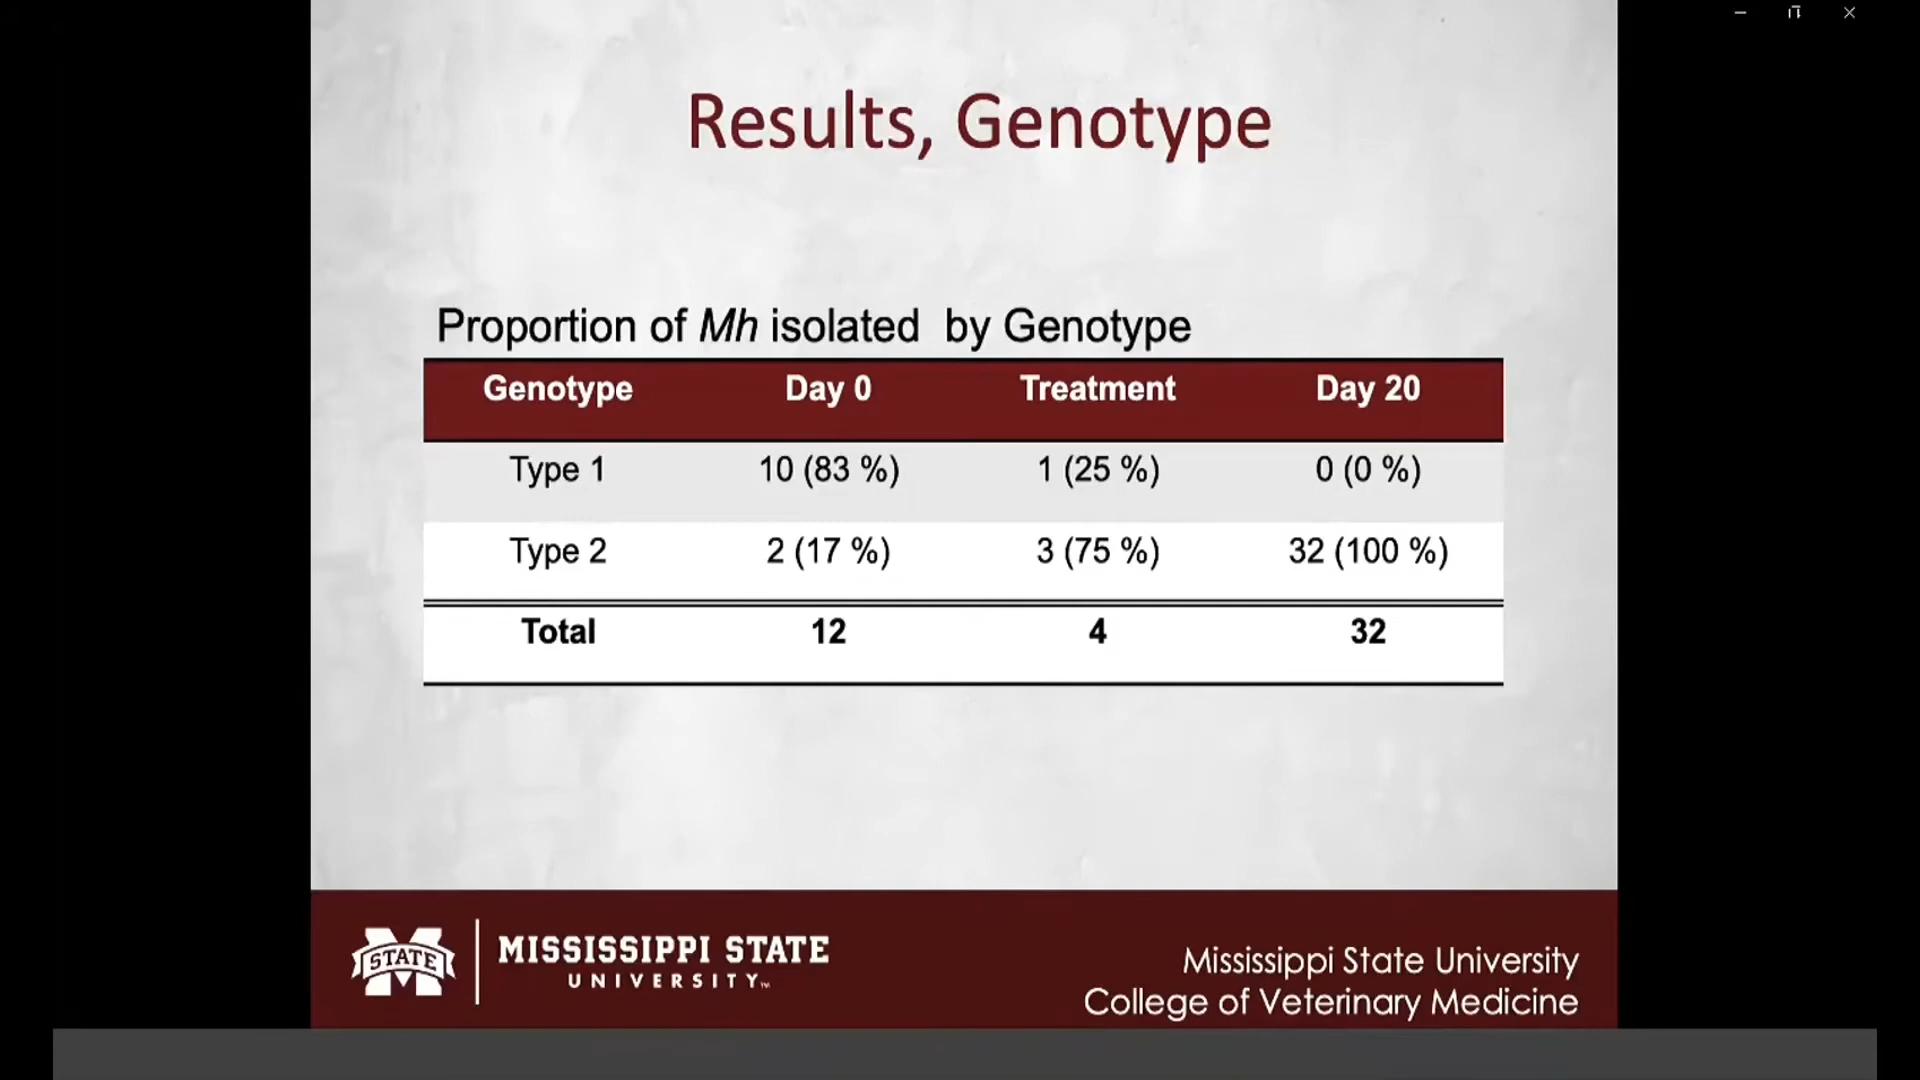 Results, Genotype
Proportion of Mh isolated by Genotype
Genotype Day 0 Treatment Day 20
Type 1 10 (83 %) 1 (25 %) 0 (0 %)
Type 2 2 (17 %) 3 (75 %) 32 (100 %)
Total 12 4 32
STATE
MISSISSIPPI STATE
UNIVERSITY™
Mississippi State University
College of Veterinary Medicine